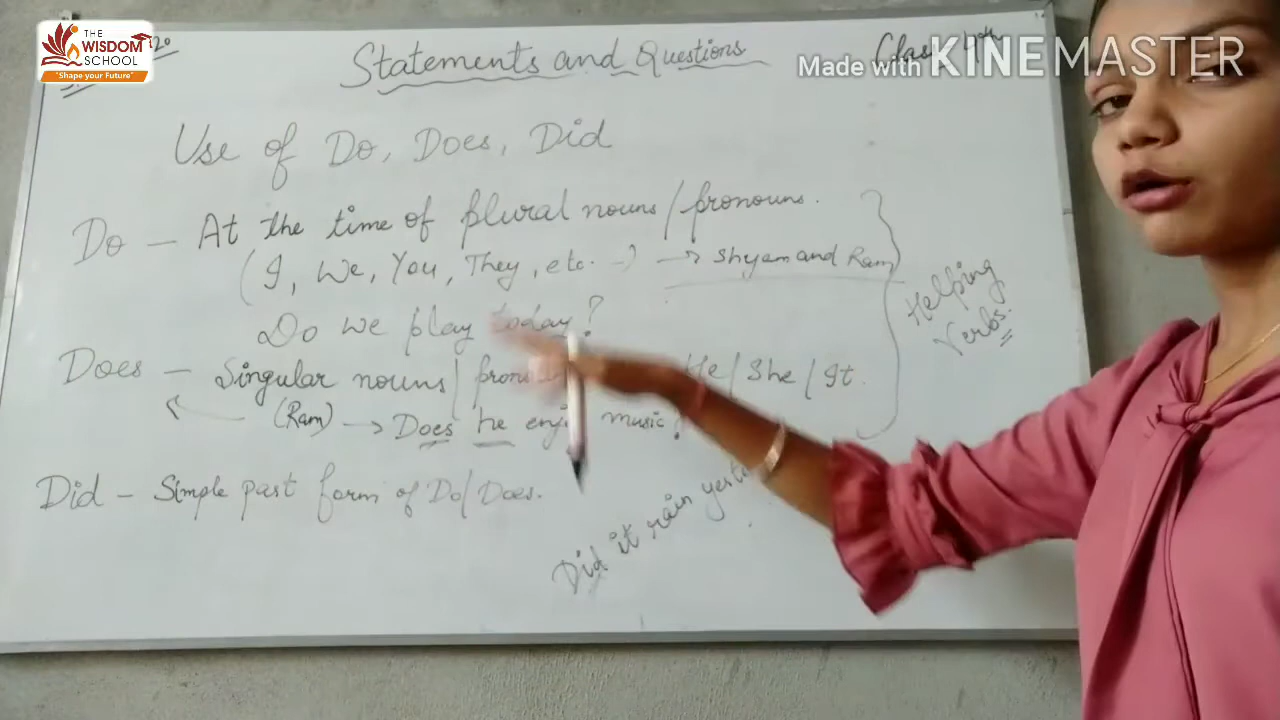 THE
WISDOM
SCHOOL
"Shape your Future"
20
Statements and Questions
Class
Made with KINEMASTER
Use of Do, Does, Did
Do – At the time of plural nouns/pronouns.
(I, We, You, They, etc. --) → Shyam and Ram
Do we play today?
Helping
Verbs.
Does – Singular nouns/ He/She/It.
(Ram) → Does he music?
Did – Simple past form of Do/Does.
Did it rain